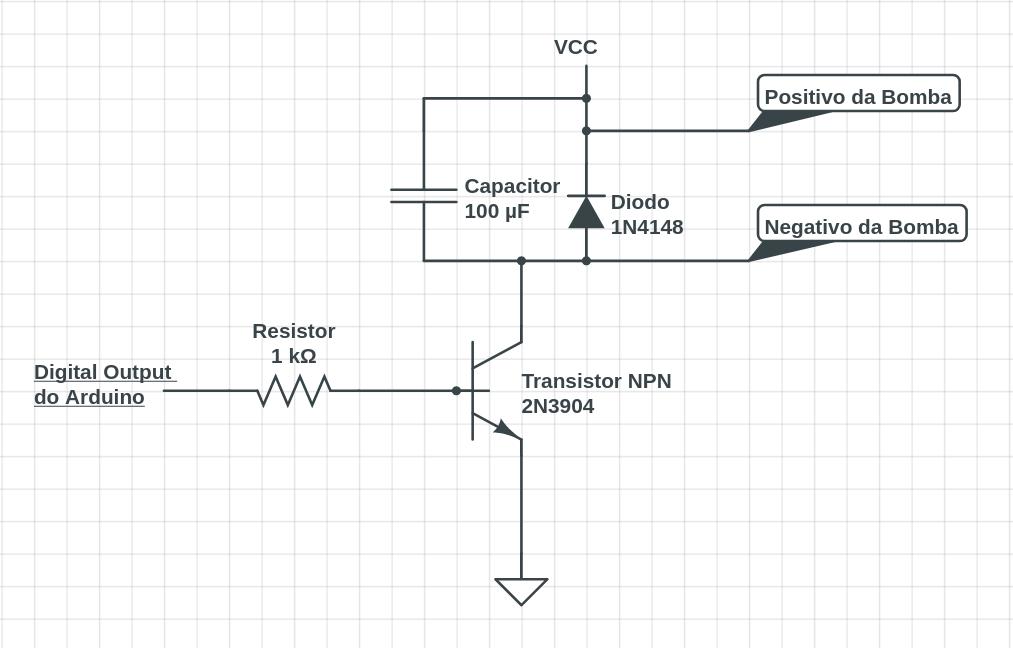 VCC
Positivo da Bomba
Capacitor
100 µF
Diodo
1N4148
Negativo da Bomba
Resistor
1 kΩ
Digital Output
do Arduino
Transistor NPN
2N3904